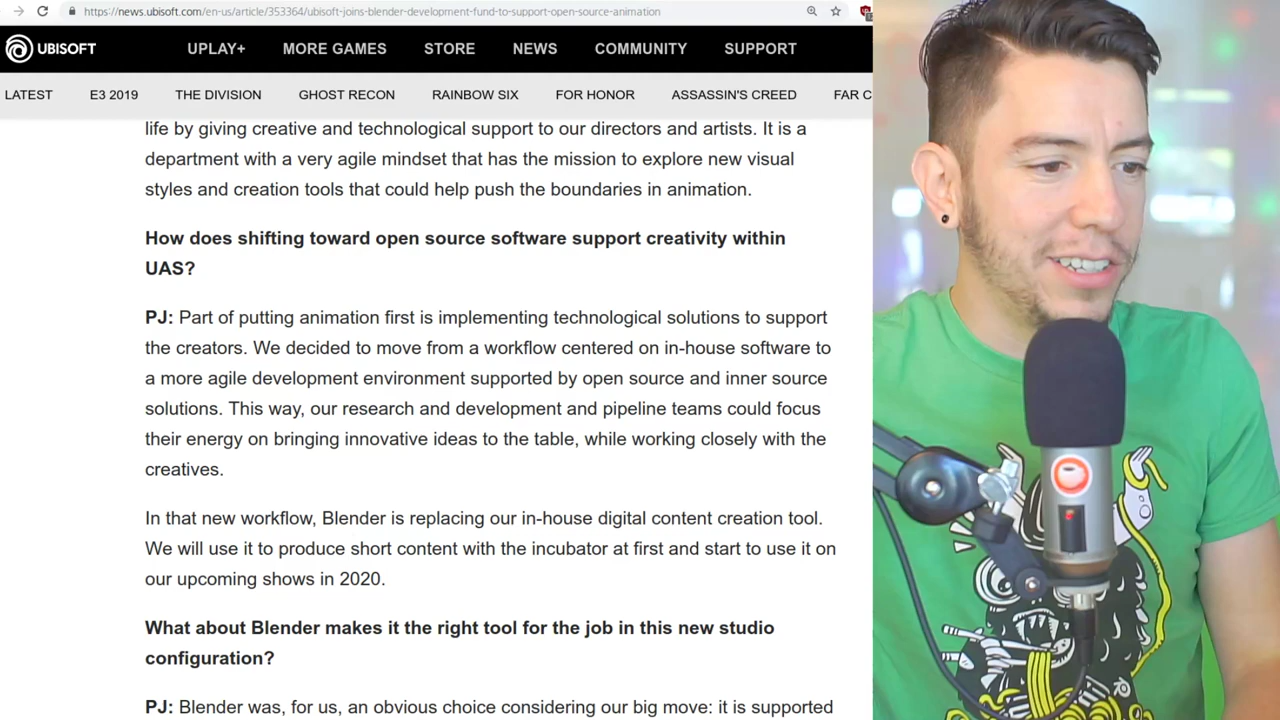 https://news.ubisoft.com/en-us/article/353364/ubisoft-joins-blender-development-fund-to-support-open-source-animation
UBISOFT
UPLAY+ MORE GAMES STORE NEWS COMMUNITY SUPPORT
LATEST E3 2019 THE DIVISION GHOST RECON RAINBOW SIX FOR HONOR ASSASSIN'S CREED FAR C
life by giving creative and technological support to our directors and artists. It is a
department with a very agile mindset that has the mission to explore new visual
styles and creation tools that could help push the boundaries in animation.
How does shifting toward open source software support creativity within
UAS?
PJ: Part of putting animation first is implementing technological solutions to support
the creators. We decided to move from a workflow centered on in-house software to
a more agile development environment supported by open source and inner source
solutions. This way, our research and development and pipeline teams could focus
their energy on bringing innovative ideas to the table, while working closely with the
creatives.
In that new workflow, Blender is replacing our in-house digital content creation tool.
We will use it to produce short content with the incubator at first and start to use it on
our upcoming shows in 2020.
What about Blender makes it the right tool for the job in this new studio
configuration?
PJ: Blender was, for us, an obvious choice considering our big move: it is supported